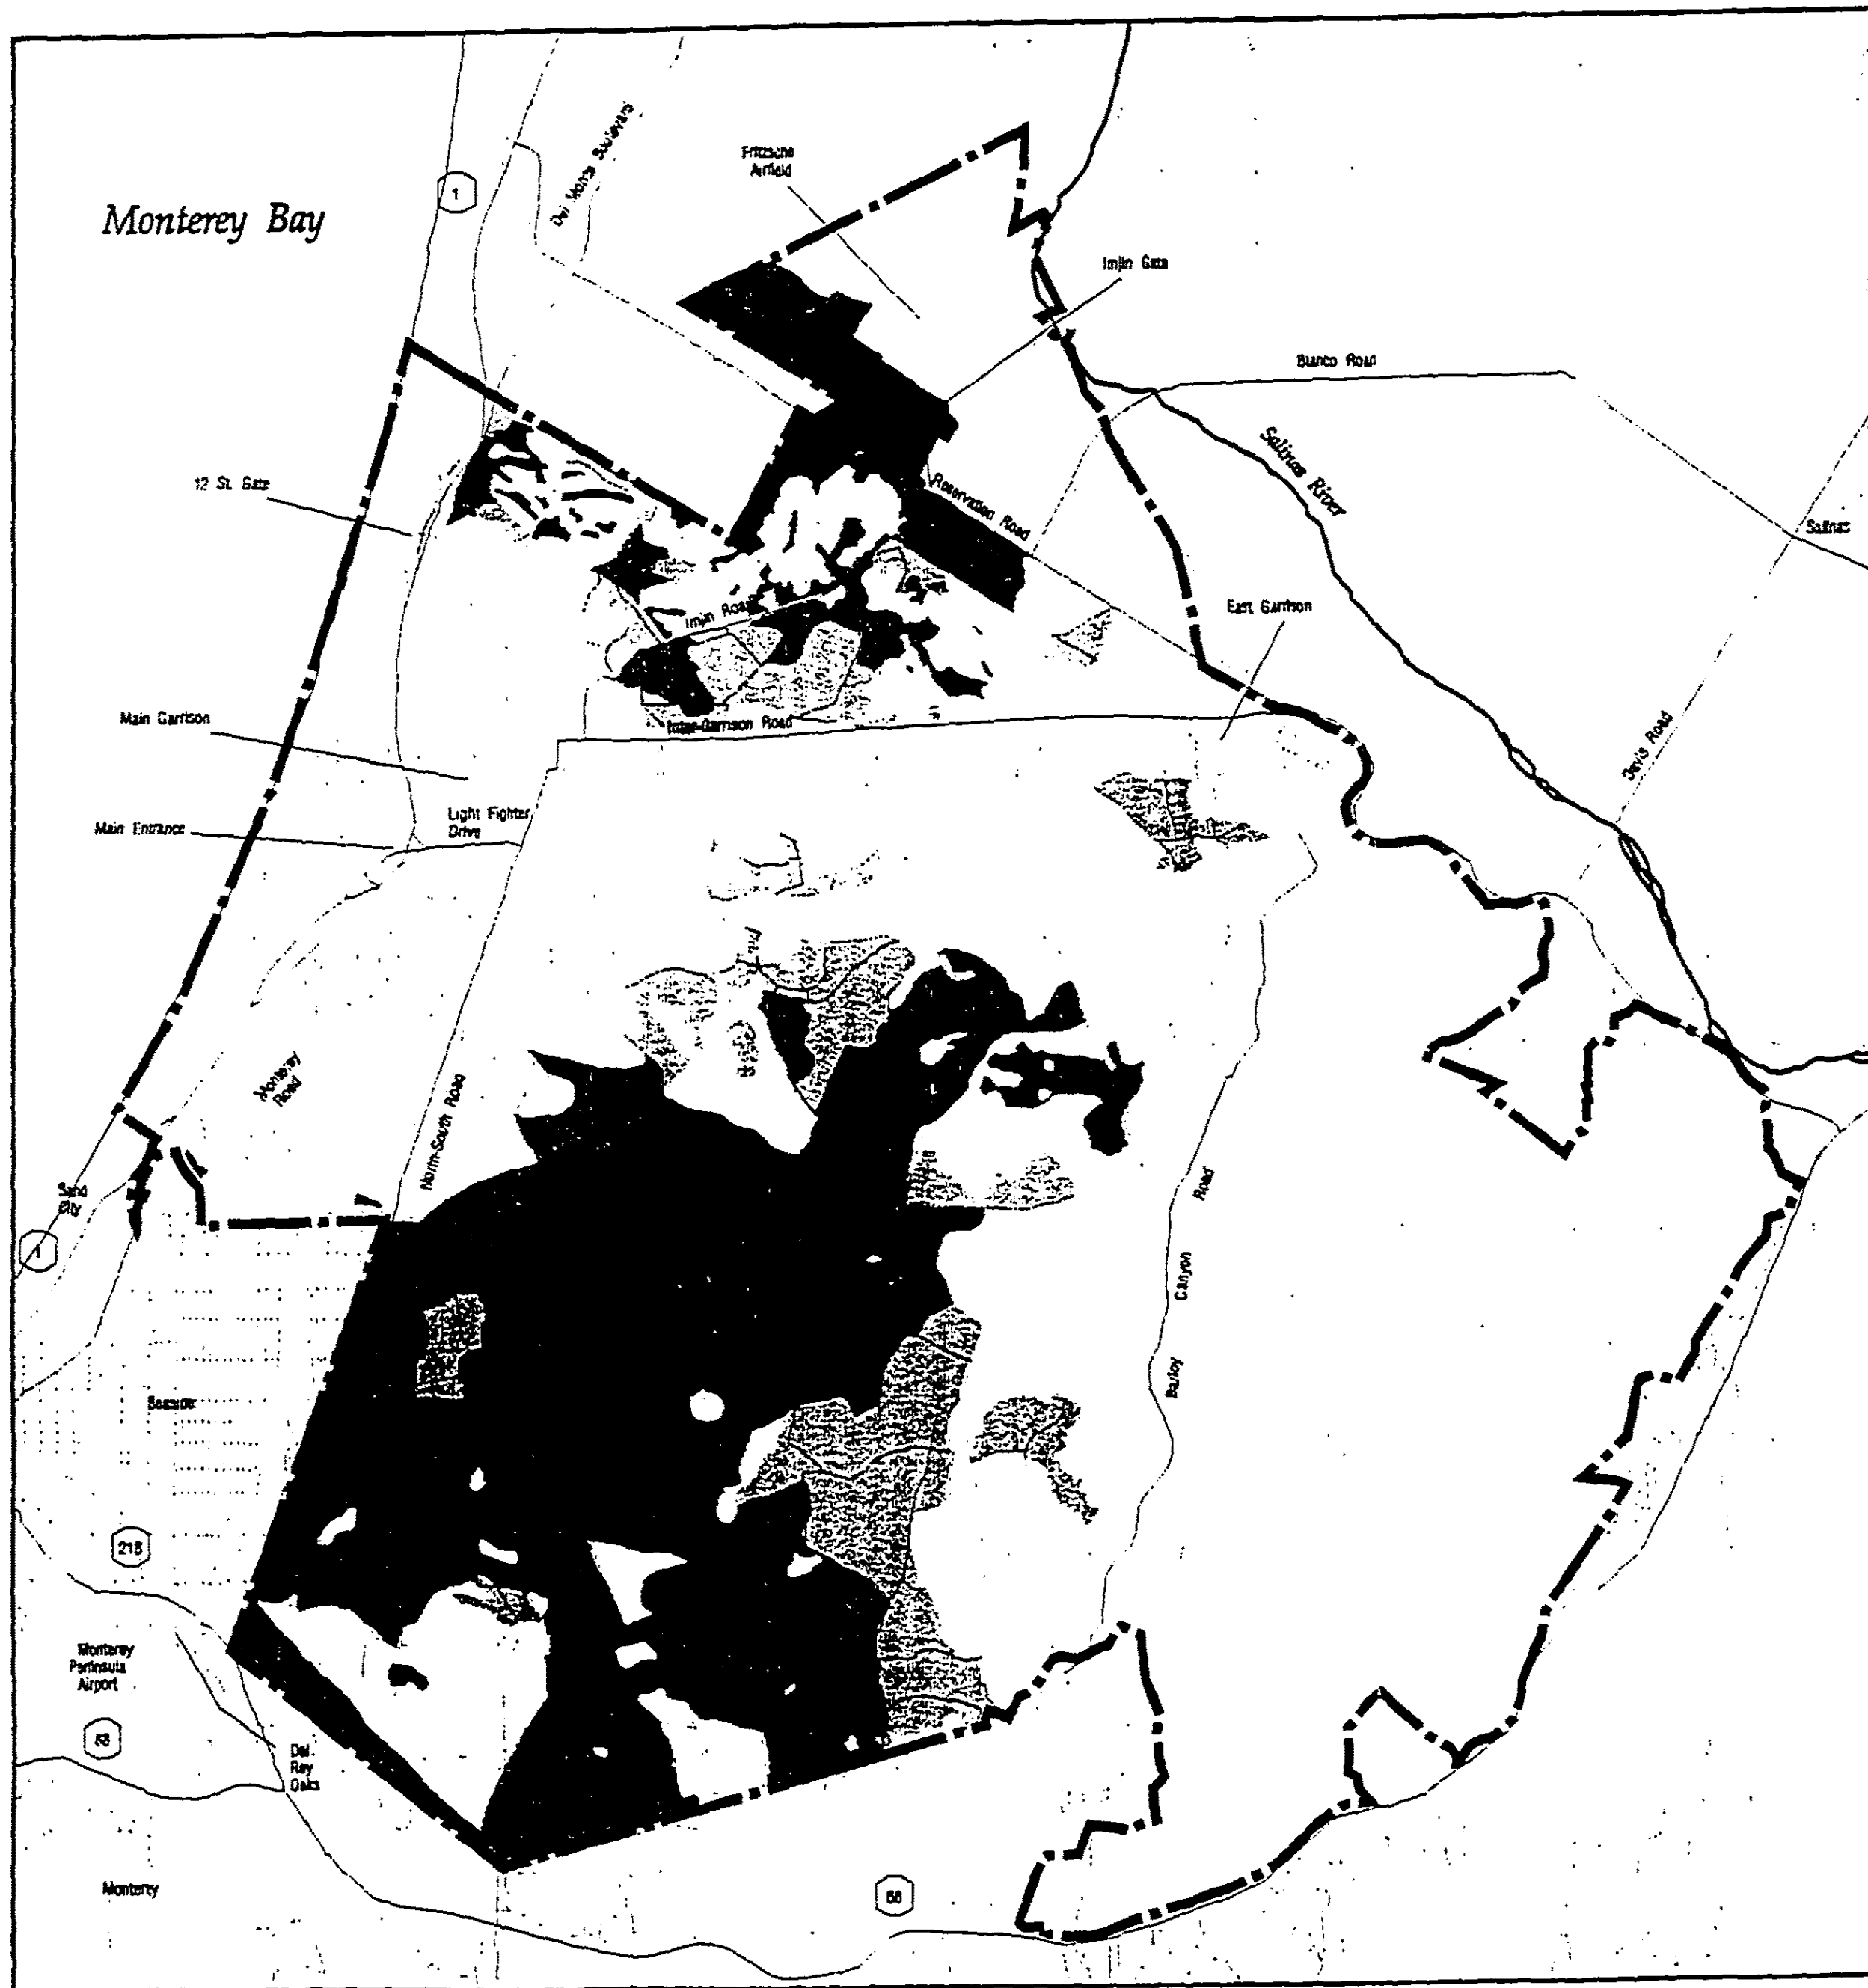 Monterey Bay
1
Del Monte Boulevard
Fritzsche
Airfield
Imjin Gate
Blanco Road
12 St. Gate
Salinas River
Reservation Road
Salinas
Imjin Road
East Garrison
Main Garrison
Inter-Garrison Road
Davis Road
Main Entrance
Light Fighter
Drive
Monterey
Road
North-South Road
Sand
City
1
Barloy Canyon Road
Seaside
218
Monterey
Peninsula
Airport
68
Del
Rey
Oaks
Monterey
68